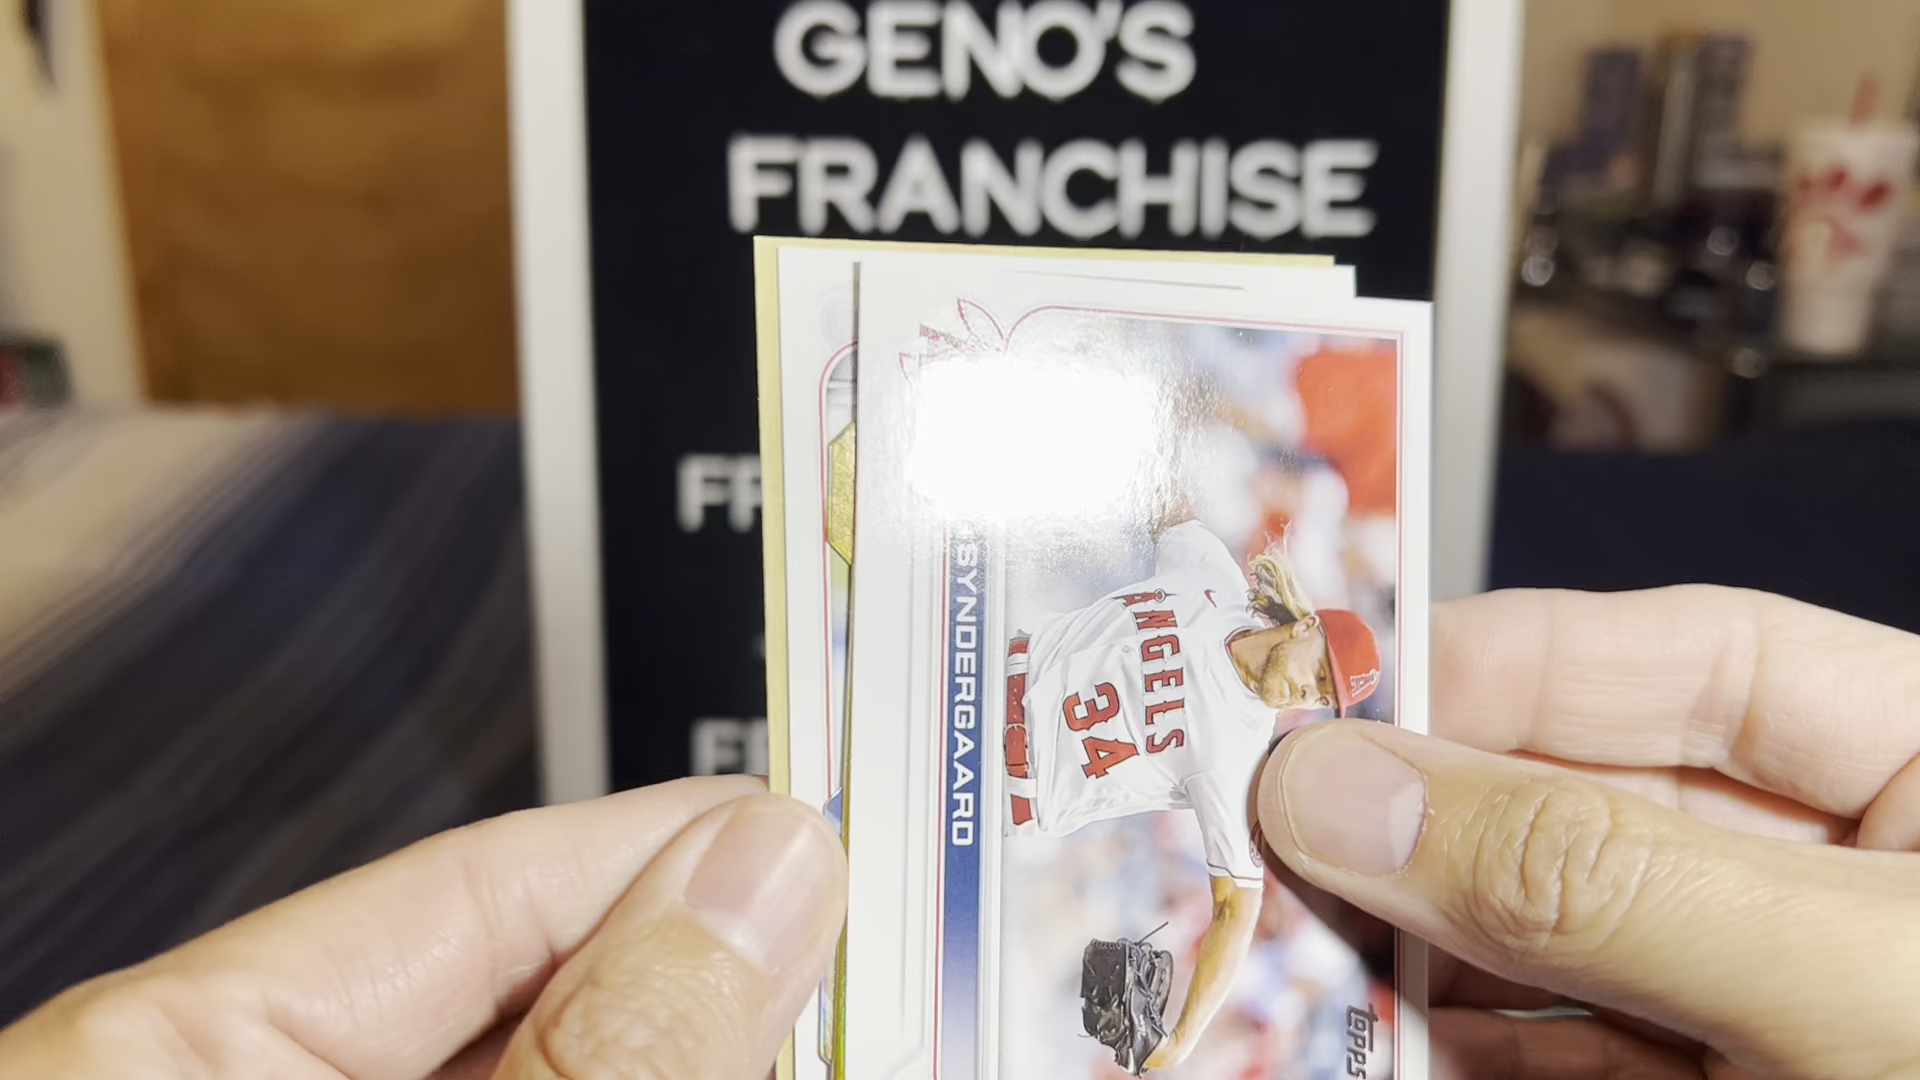 GENO'S
FRANCHISE
SYNDERGAARD
ANGELS
34
topps